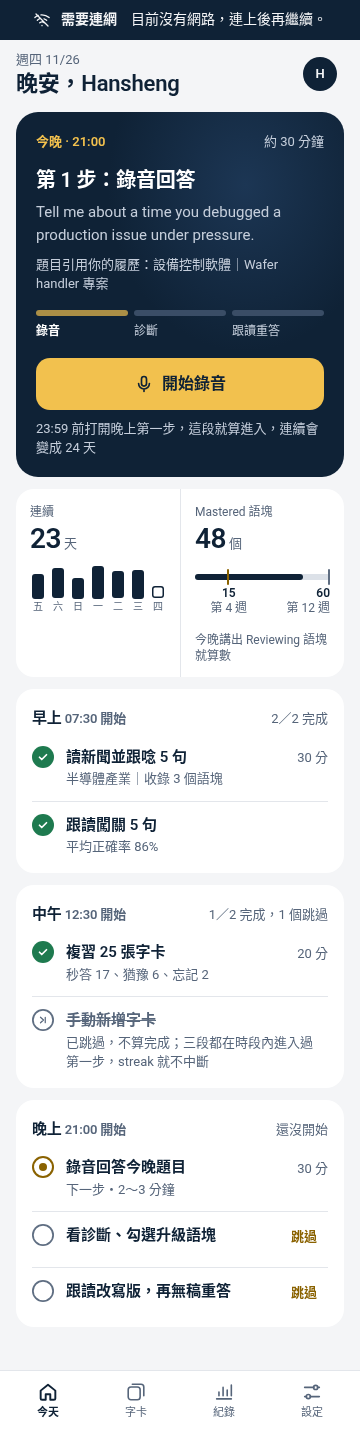 需要連網 目前沒有網路，連上後再繼續。
週四 11/26
晚安，Hansheng
H
今晚 · 21:00 約 30 分鐘
第 1 步：錄音回答
Tell me about a time you debugged a
production issue under pressure.
題目引用你的履歷：設備控制軟體｜Wafer
handler 專案
錄音 診斷 跟讀重答
開始錄音
23:59 前打開晚上第一步，這段就算進入，連續會
變成 24 天
連續
23 天
五 六 日 一 二 三 四
Mastered 語塊
48 個
15 60
第 4 週 第 12 週
今晚講出 Reviewing 語塊
就算數
早上 07:30 開始 2／2 完成
讀新聞並跟唸 5 句 30 分
半導體產業｜收錄 3 個語塊
跟讀闖關 5 句
平均正確率 86%
中午 12:30 開始 1／2 完成，1 個跳過
複習 25 張字卡 20 分
秒答 17、猶豫 6、忘記 2
手動新增字卡
已跳過，不算完成；三段都在時段內進入過
第一步，streak 就不中斷
晚上 21:00 開始 還沒開始
錄音回答今晚題目 30 分
下一步・2～3 分鐘
看診斷、勾選升級語塊 跳過
跟讀改寫版，再無稿重答 跳過
今天 字卡 紀錄 設定